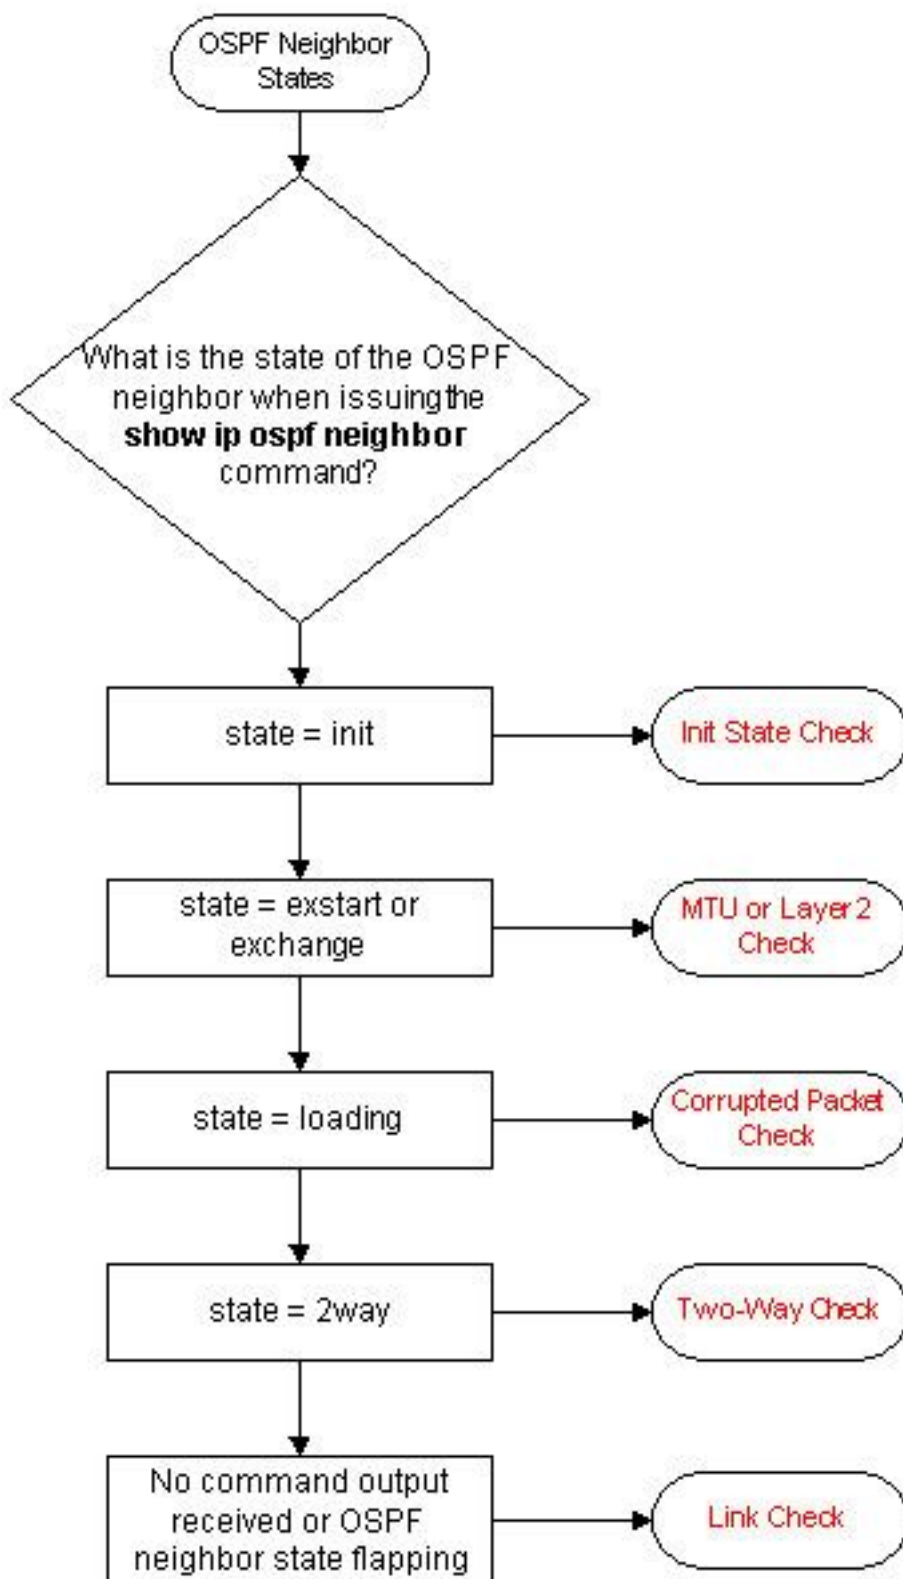 OSPF Neighbor
States
What is the state of the OSPF
neighbor when issuing the
show ip ospf neighbor
command?
state = init
Init State Check
state = exstart or
exchange
MTU or Layer 2
Check
state = loading
Corrupted Packet
Check
state = 2way
Two-Way Check
No command output
received or OSPF
neighbor state flapping
Link Check